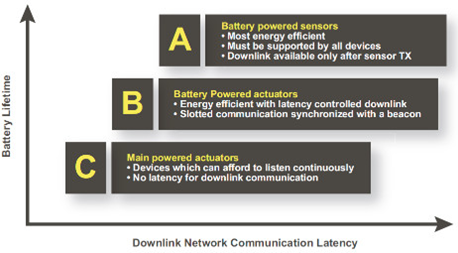 A
Battery powered sensors
• Most energy efficient
• Must be supported by all devices
• Downlink available only after sensor TX
B
Battery Powered actuators
• Energy efficient with latency controlled downlink
• Slotted communication synchronized with a beacon
C
Main powered actuators
• Devices which can afford to listen continuously
• No latency for downlink communication
Battery Lifetime
Downlink Network Communication Latency